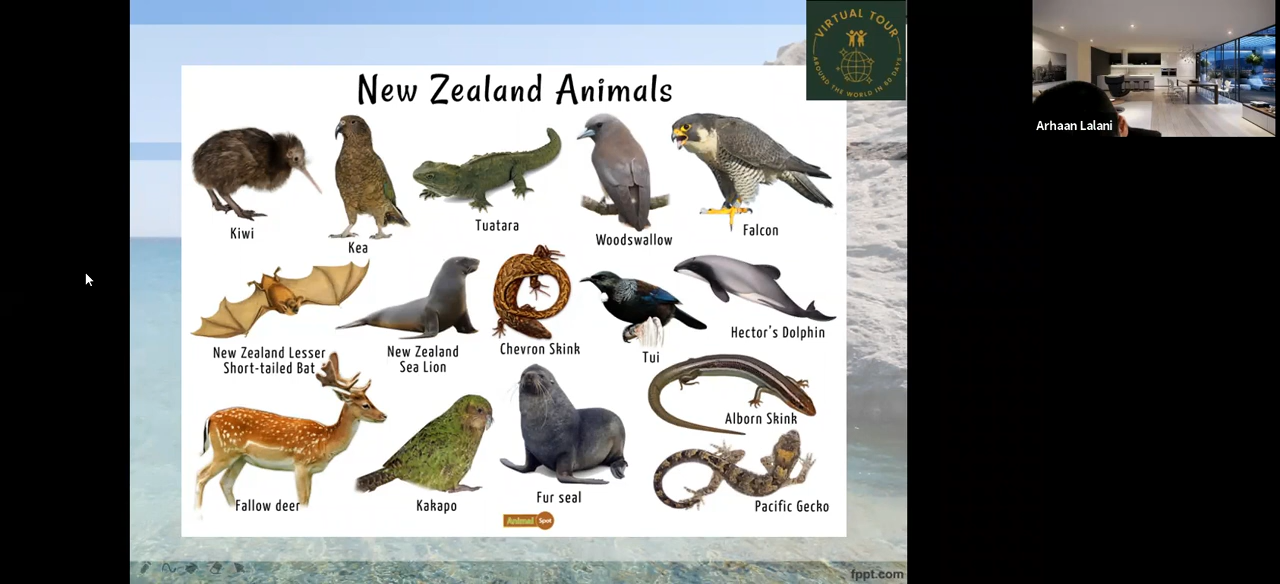 VIRTUAL TOUR
AROUND THE WORLD IN 80 DAYS
New Zealand Animals
Arhaan Lalani
Kiwi
Kea
Tuatara
Woodswallow
Falcon
New Zealand Lesser
Short-tailed Bat
New Zealand
Sea Lion
Chevron Skink
Tui
Hector's Dolphin
Alborn Skink
Fallow deer
Kakapo
Fur seal
Pacific Gecko
Animal Spot
fppt.com